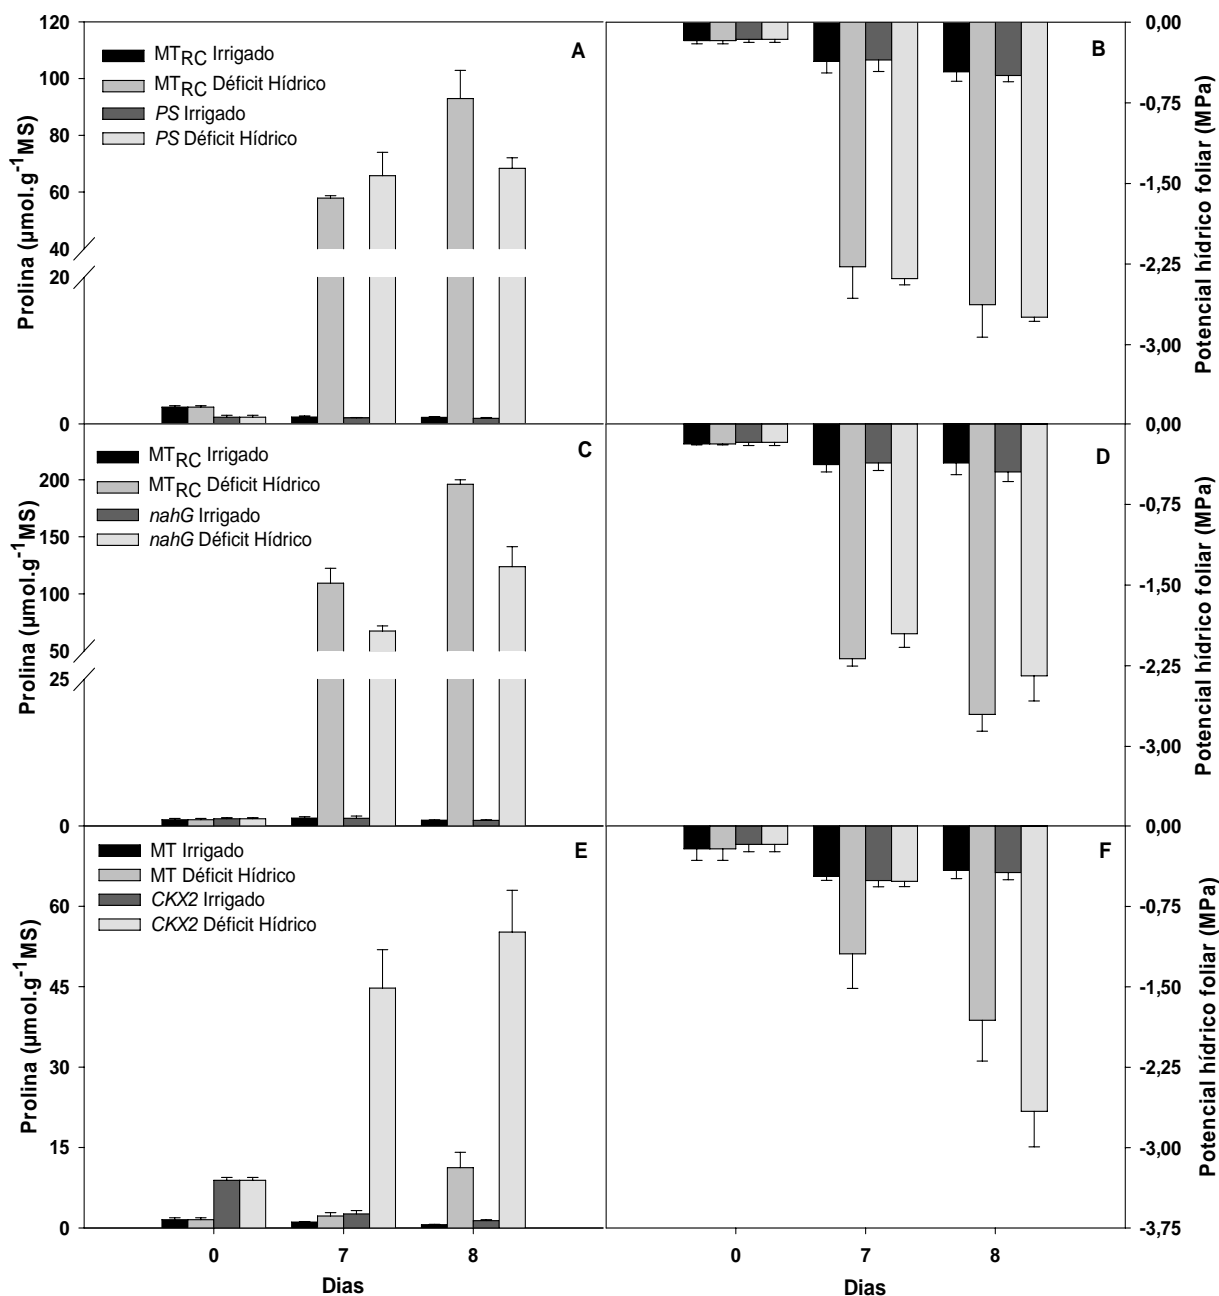 A
MT_RC Irrigado
MT_RC Déficit Hídrico
PS Irrigado
PS Déficit Hídrico
120
100
80
60
40
20
0
Prolina (µmol.g⁻¹MS)
B
0,00
-0,75
-1,50
-2,25
-3,00
Potencial hídrico foliar (MPa)
C
MT_RC Irrigado
MT_RC Déficit Hídrico
nahG Irrigado
nahG Déficit Hídrico
200
150
100
50
25
0
Prolina (µmol.g⁻¹MS)
D
0,00
-0,75
-1,50
-2,25
-3,00
Potencial hídrico foliar (MPa)
E
MT Irrigado
MT Déficit Hídrico
CKX2 Irrigado
CKX2 Déficit Hídrico
60
45
30
15
0
Prolina (µmol.g⁻¹MS)
0 7 8
Dias
F
0,00
-0,75
-1,50
-2,25
-3,00
-3,75
Potencial hídrico foliar (MPa)
0 7 8
Dias